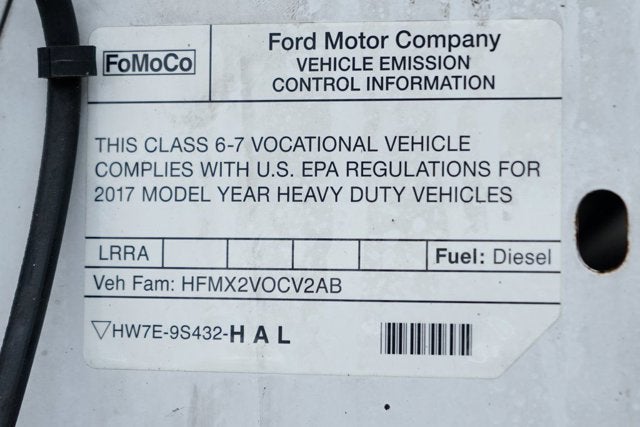 FoMoCo
Ford Motor Company
VEHICLE EMISSION
CONTROL INFORMATION
THIS CLASS 6-7 VOCATIONAL VEHICLE
COMPLIES WITH U.S. EPA REGULATIONS FOR
2017 MODEL YEAR HEAVY DUTY VEHICLES
LRRA Fuel: Diesel
Veh Fam: HFMX2VOCV2AB
▽HW7E-9S432-HAL